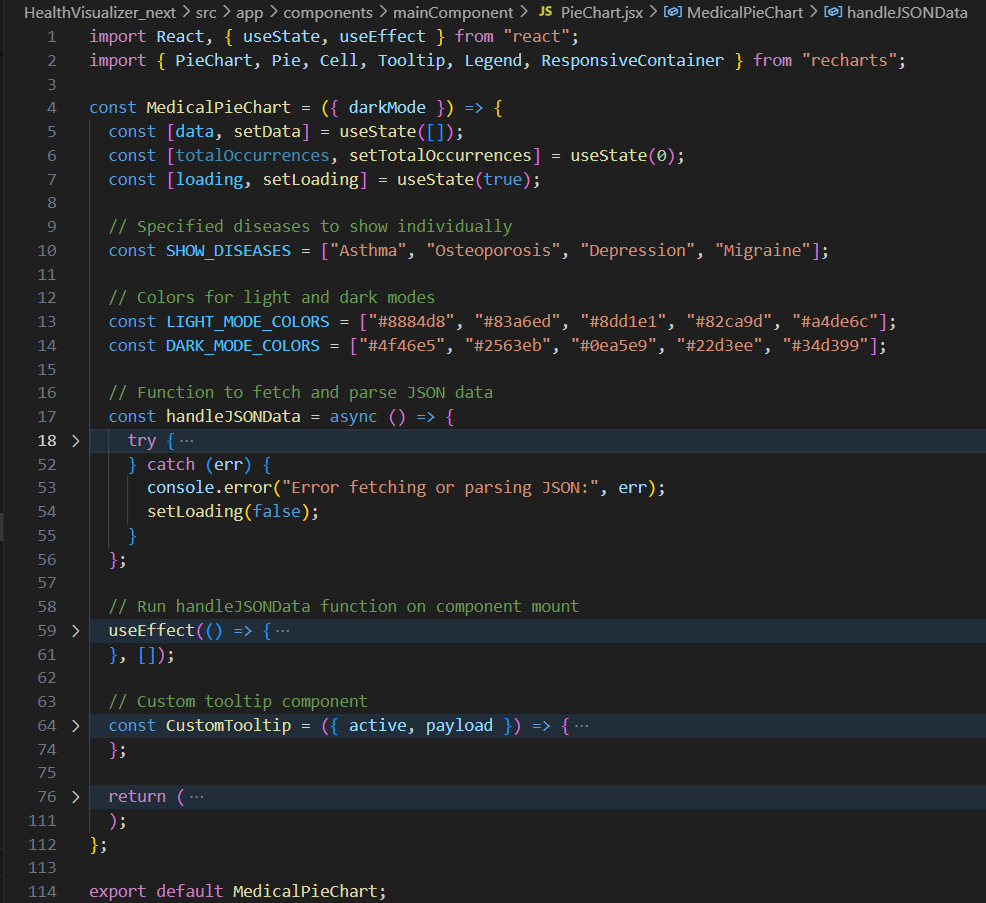 HealthVisualizer_next > src > app > components > mainComponent > JS PieChart.jsx > MedicalPieChart > handleJSONData
1 import React, { useState, useEffect } from "react";
2 import { PieChart, Pie, Cell, Tooltip, Legend, ResponsiveContainer } from "recharts";
3
4 const MedicalPieChart = ({ darkMode }) => {
5 const [data, setData] = useState([]);
6 const [totalOccurrences, setTotalOccurrences] = useState(0);
7 const [loading, setLoading] = useState(true);
8
9 // Specified diseases to show individually
10 const SHOW_DISEASES = ["Asthma", "Osteoporosis", "Depression", "Migraine"];
11
12 // Colors for light and dark modes
13 const LIGHT_MODE_COLORS = ["#8884d8", "#83a6ed", "#8dd1e1", "#82ca9d", "#a4de6c"];
14 const DARK_MODE_COLORS = ["#4f46e5", "#2563eb", "#0ea5e9", "#22d3ee", "#34d399"];
15
16 // Function to fetch and parse JSON data
17 const handleJSONData = async () => {
18 > try { ···
52 } catch (err) {
53 console.error("Error fetching or parsing JSON:", err);
54 setLoading(false);
55 }
56 };
57
58 // Run handleJSONData function on component mount
59 > useEffect(() => { ···
61 }, []);
62
63 // Custom tooltip component
64 > const CustomTooltip = ({ active, payload }) => { ···
74 };
75
76 > return ( ···
111 );
112 };
113
114 export default MedicalPieChart;